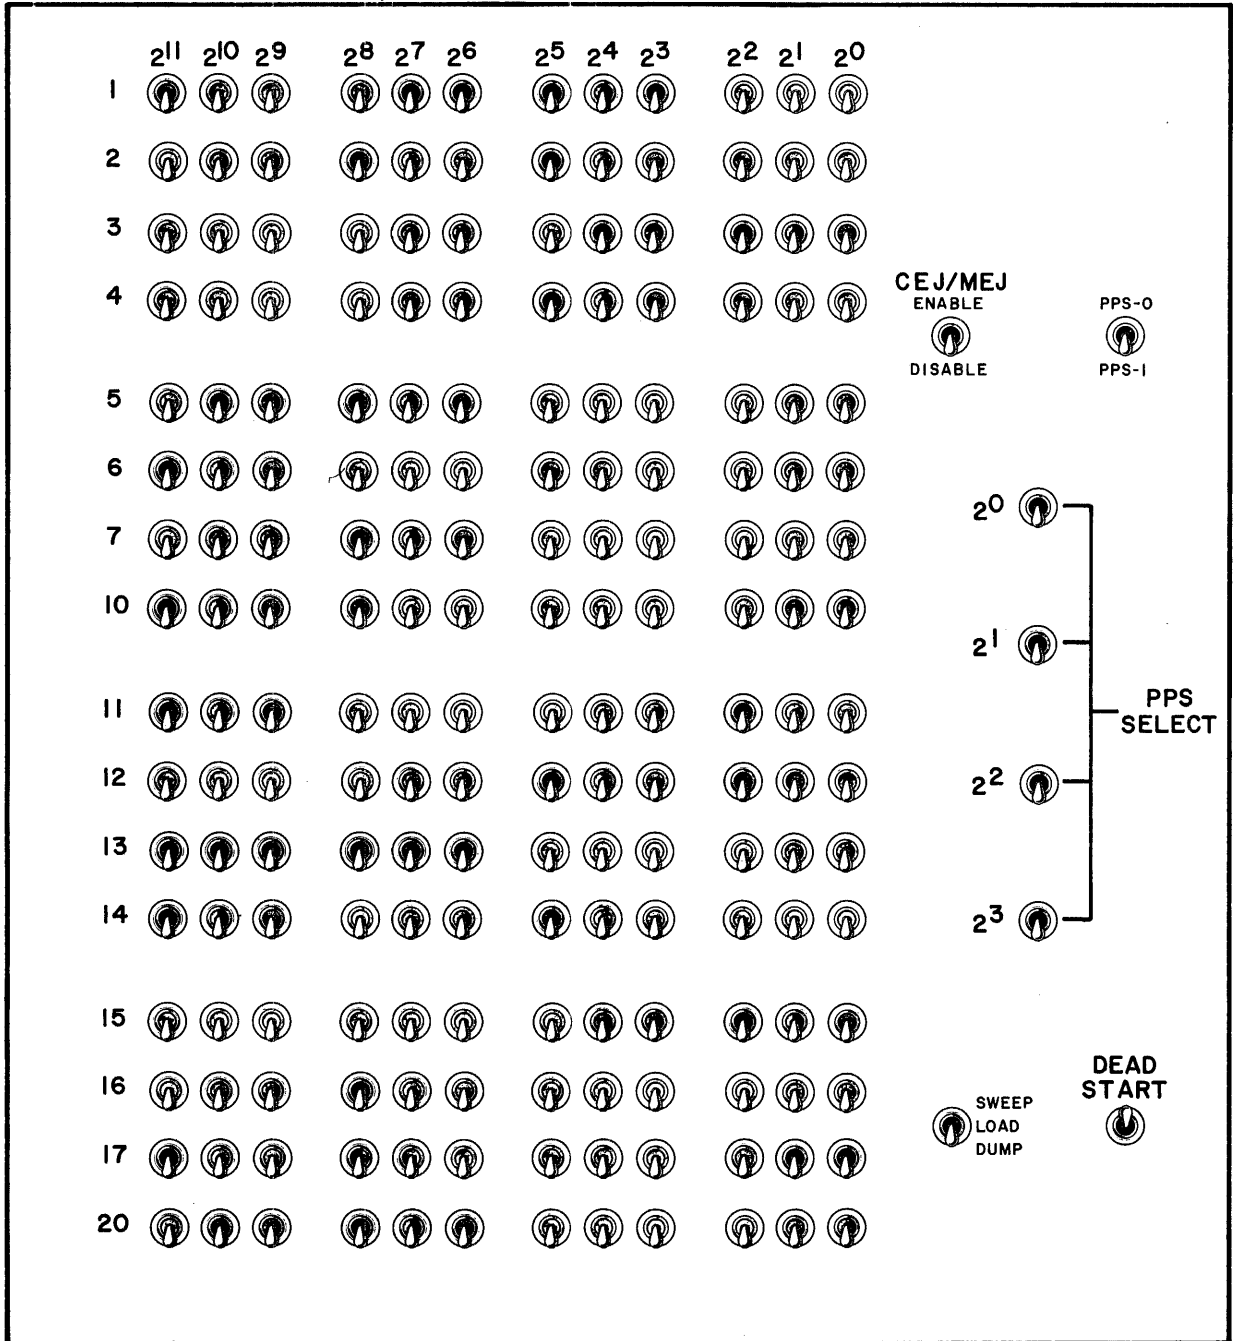 2¹¹ 2¹⁰ 2⁹ 2⁸ 2⁷ 2⁶ 2⁵ 2⁴ 2³ 2² 2¹ 2⁰
1
2
3
4
CEJ/MEJ
ENABLE
DISABLE
PPS-0
PPS-1
5
6
7
10
2⁰
2¹
11
PPS
SELECT
12
2²
13
14
2³
15
16
17
20
SWEEP
LOAD
DUMP
DEAD
START